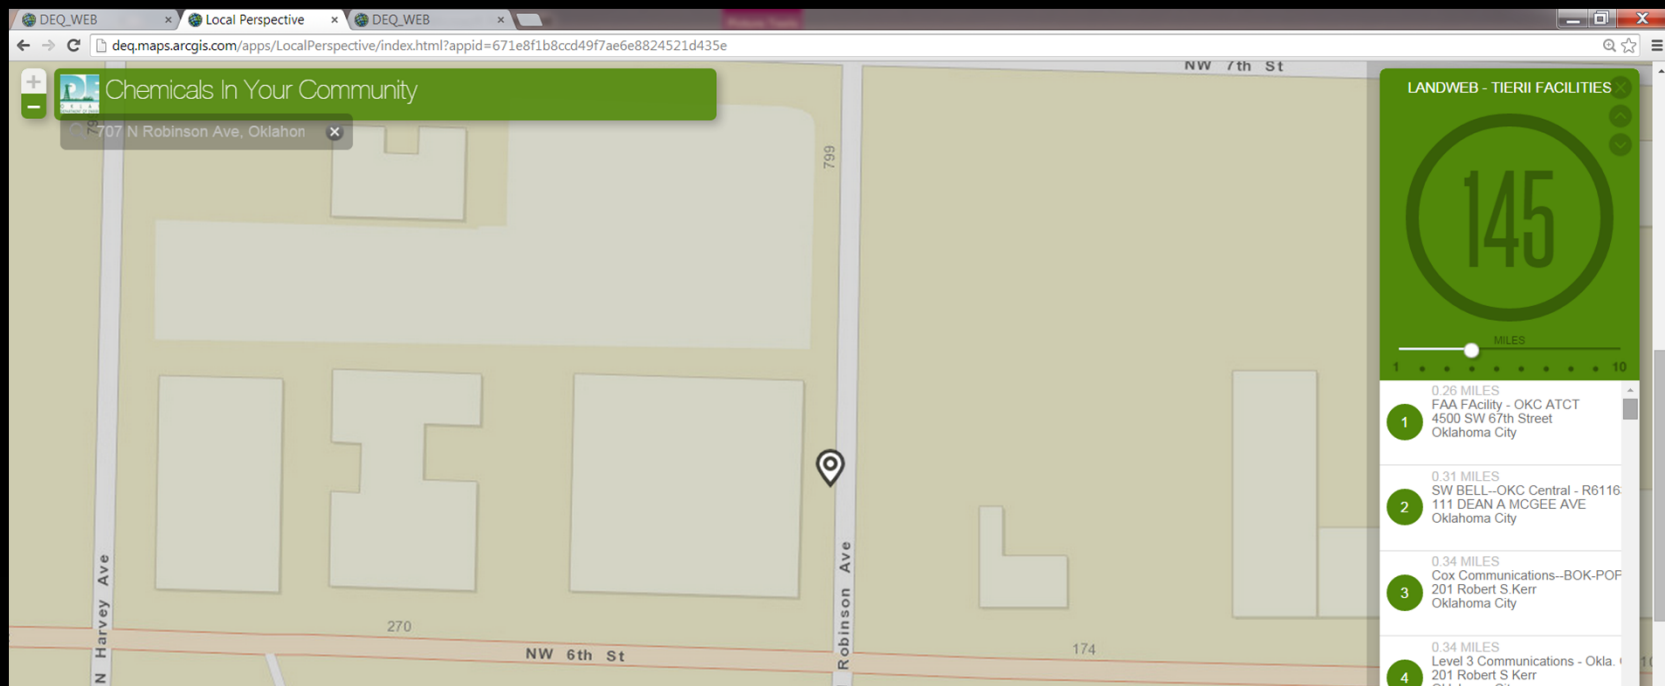 DEQ_WEB
Local Perspective
DEQ_WEB
deq.maps.arcgis.com/apps/LocalPerspective/index.html?appid=671e8f1b8ccd49f7ae6e8824521d435e
Chemicals In Your Community
707 N Robinson Ave, Oklahon
NW 7th St
799
N Harvey Ave
Robinson Ave
270
NW 6th St
174
LANDWEB - TIERII FACILITIES
145
MILES
1 10
0.26 MILES
1 FAA FAcility - OKC ATCT
4500 SW 67th Street
Oklahoma City
0.31 MILES
2 SW BELL--OKC Central - R6116
111 DEAN A MCGEE AVE
Oklahoma City
0.34 MILES
3 Cox Communications--BOK-POP
201 Robert S.Kerr
Oklahoma City
0.34 MILES
4 Level 3 Communications - Okla.
201 Robert S Kerr